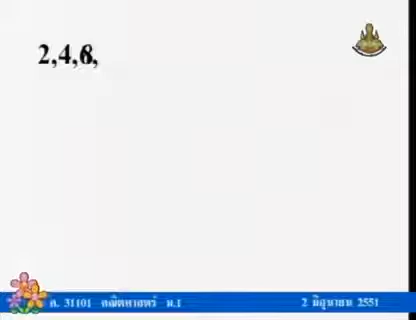 2,4,6,
ค. 31101 คณิตศาสตร์ ม.1
2 มิถุนายน 2551